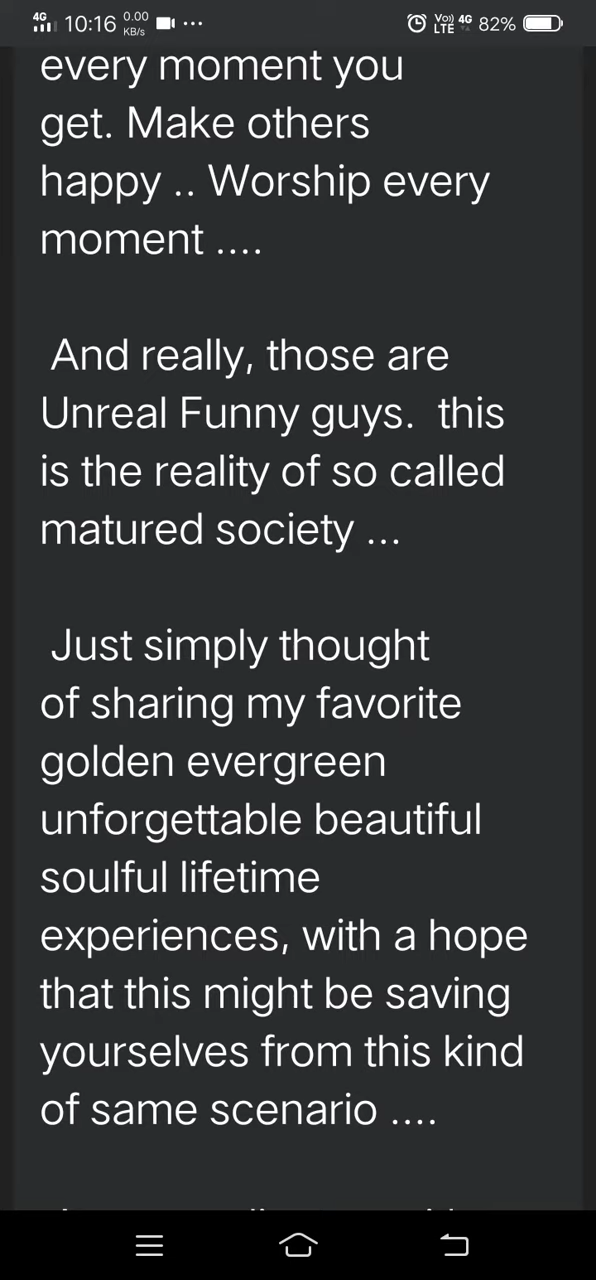 4G 10:16 0.00 KB/s ... Vo) LTE 4G 82%
every moment you
get. Make others
happy .. Worship every
moment ....
And really, those are
Unreal Funny guys.  this
is the reality of so called
matured society ...
Just simply thought
of sharing my favorite
golden evergreen
unforgettable beautiful
soulful lifetime
experiences, with a hope
that this might be saving
yourselves from this kind
of same scenario ....